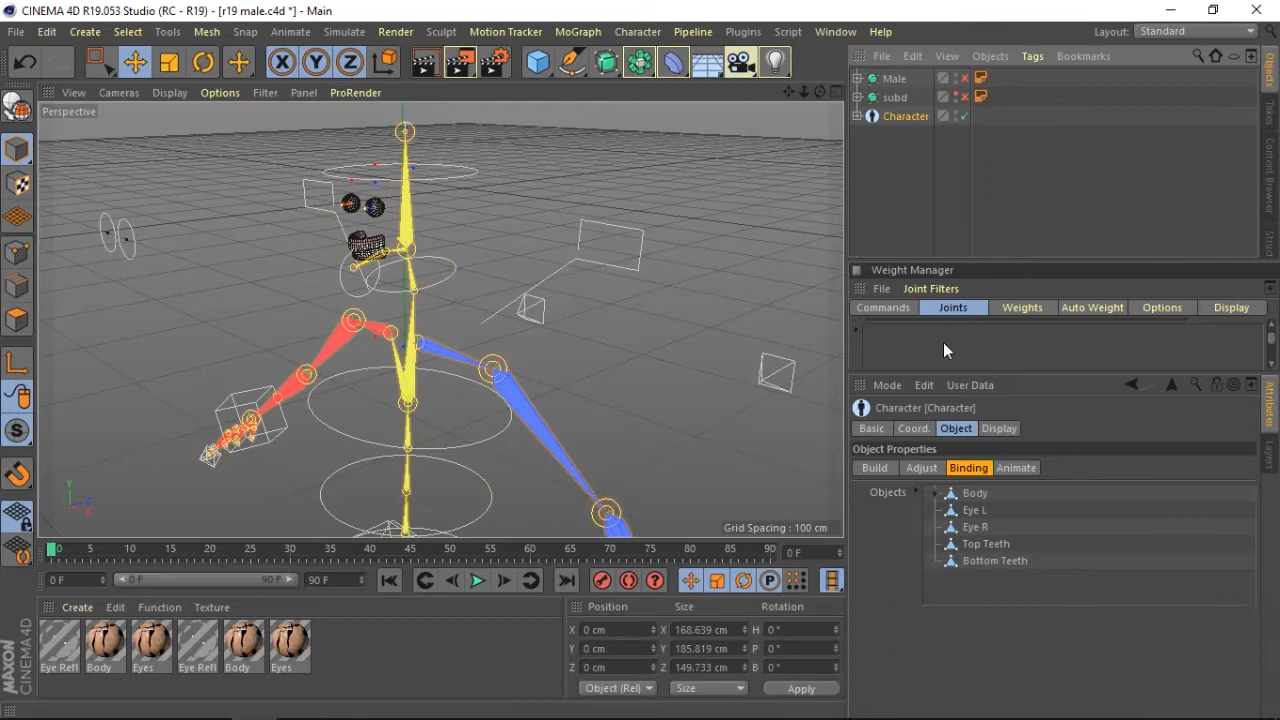 CINEMA 4D R19.053 Studio (RC - R19) - [r19 male.c4d *] - Main
File Edit Create Select Tools Mesh Snap Animate Simulate Render Sculpt Motion Tracker MoGraph Character Pipeline Plugins Script Window Help Layout: Standard
File Edit View Objects Tags Bookmarks
Objects
Takes
Content Browser
Struct
Male
subd
Character
View Cameras Display Options Filter Panel ProRender
Perspective
Y
Z
X
Grid Spacing : 100 cm
Weight Manager
File Joint Filters
Commands Joints Weights Auto Weight Options Display
Mode Edit User Data
Attributes
Layers
Character [Character]
Basic Coord. Object Display
Object Properties
Build Adjust Binding Animate
Objects
Body
Eye L
Eye R
Top Teeth
Bottom Teeth
0 5 10 15 20 25 30 35 40 45 50 55 60 65 70 75 80 85 90 0 F
0 F 0 F 90 F 90 F
Create Edit Function Texture
Eye Refl Body Eyes Eye Refl Body Eyes
Position Size Rotation
X 0 cm X 168.639 cm H 0 °
Y 0 cm Y 185.819 cm P 0 °
Z 0 cm Z 149.733 cm B 0 °
Object (Rel) Size Apply
MAXON
CINEMA 4D